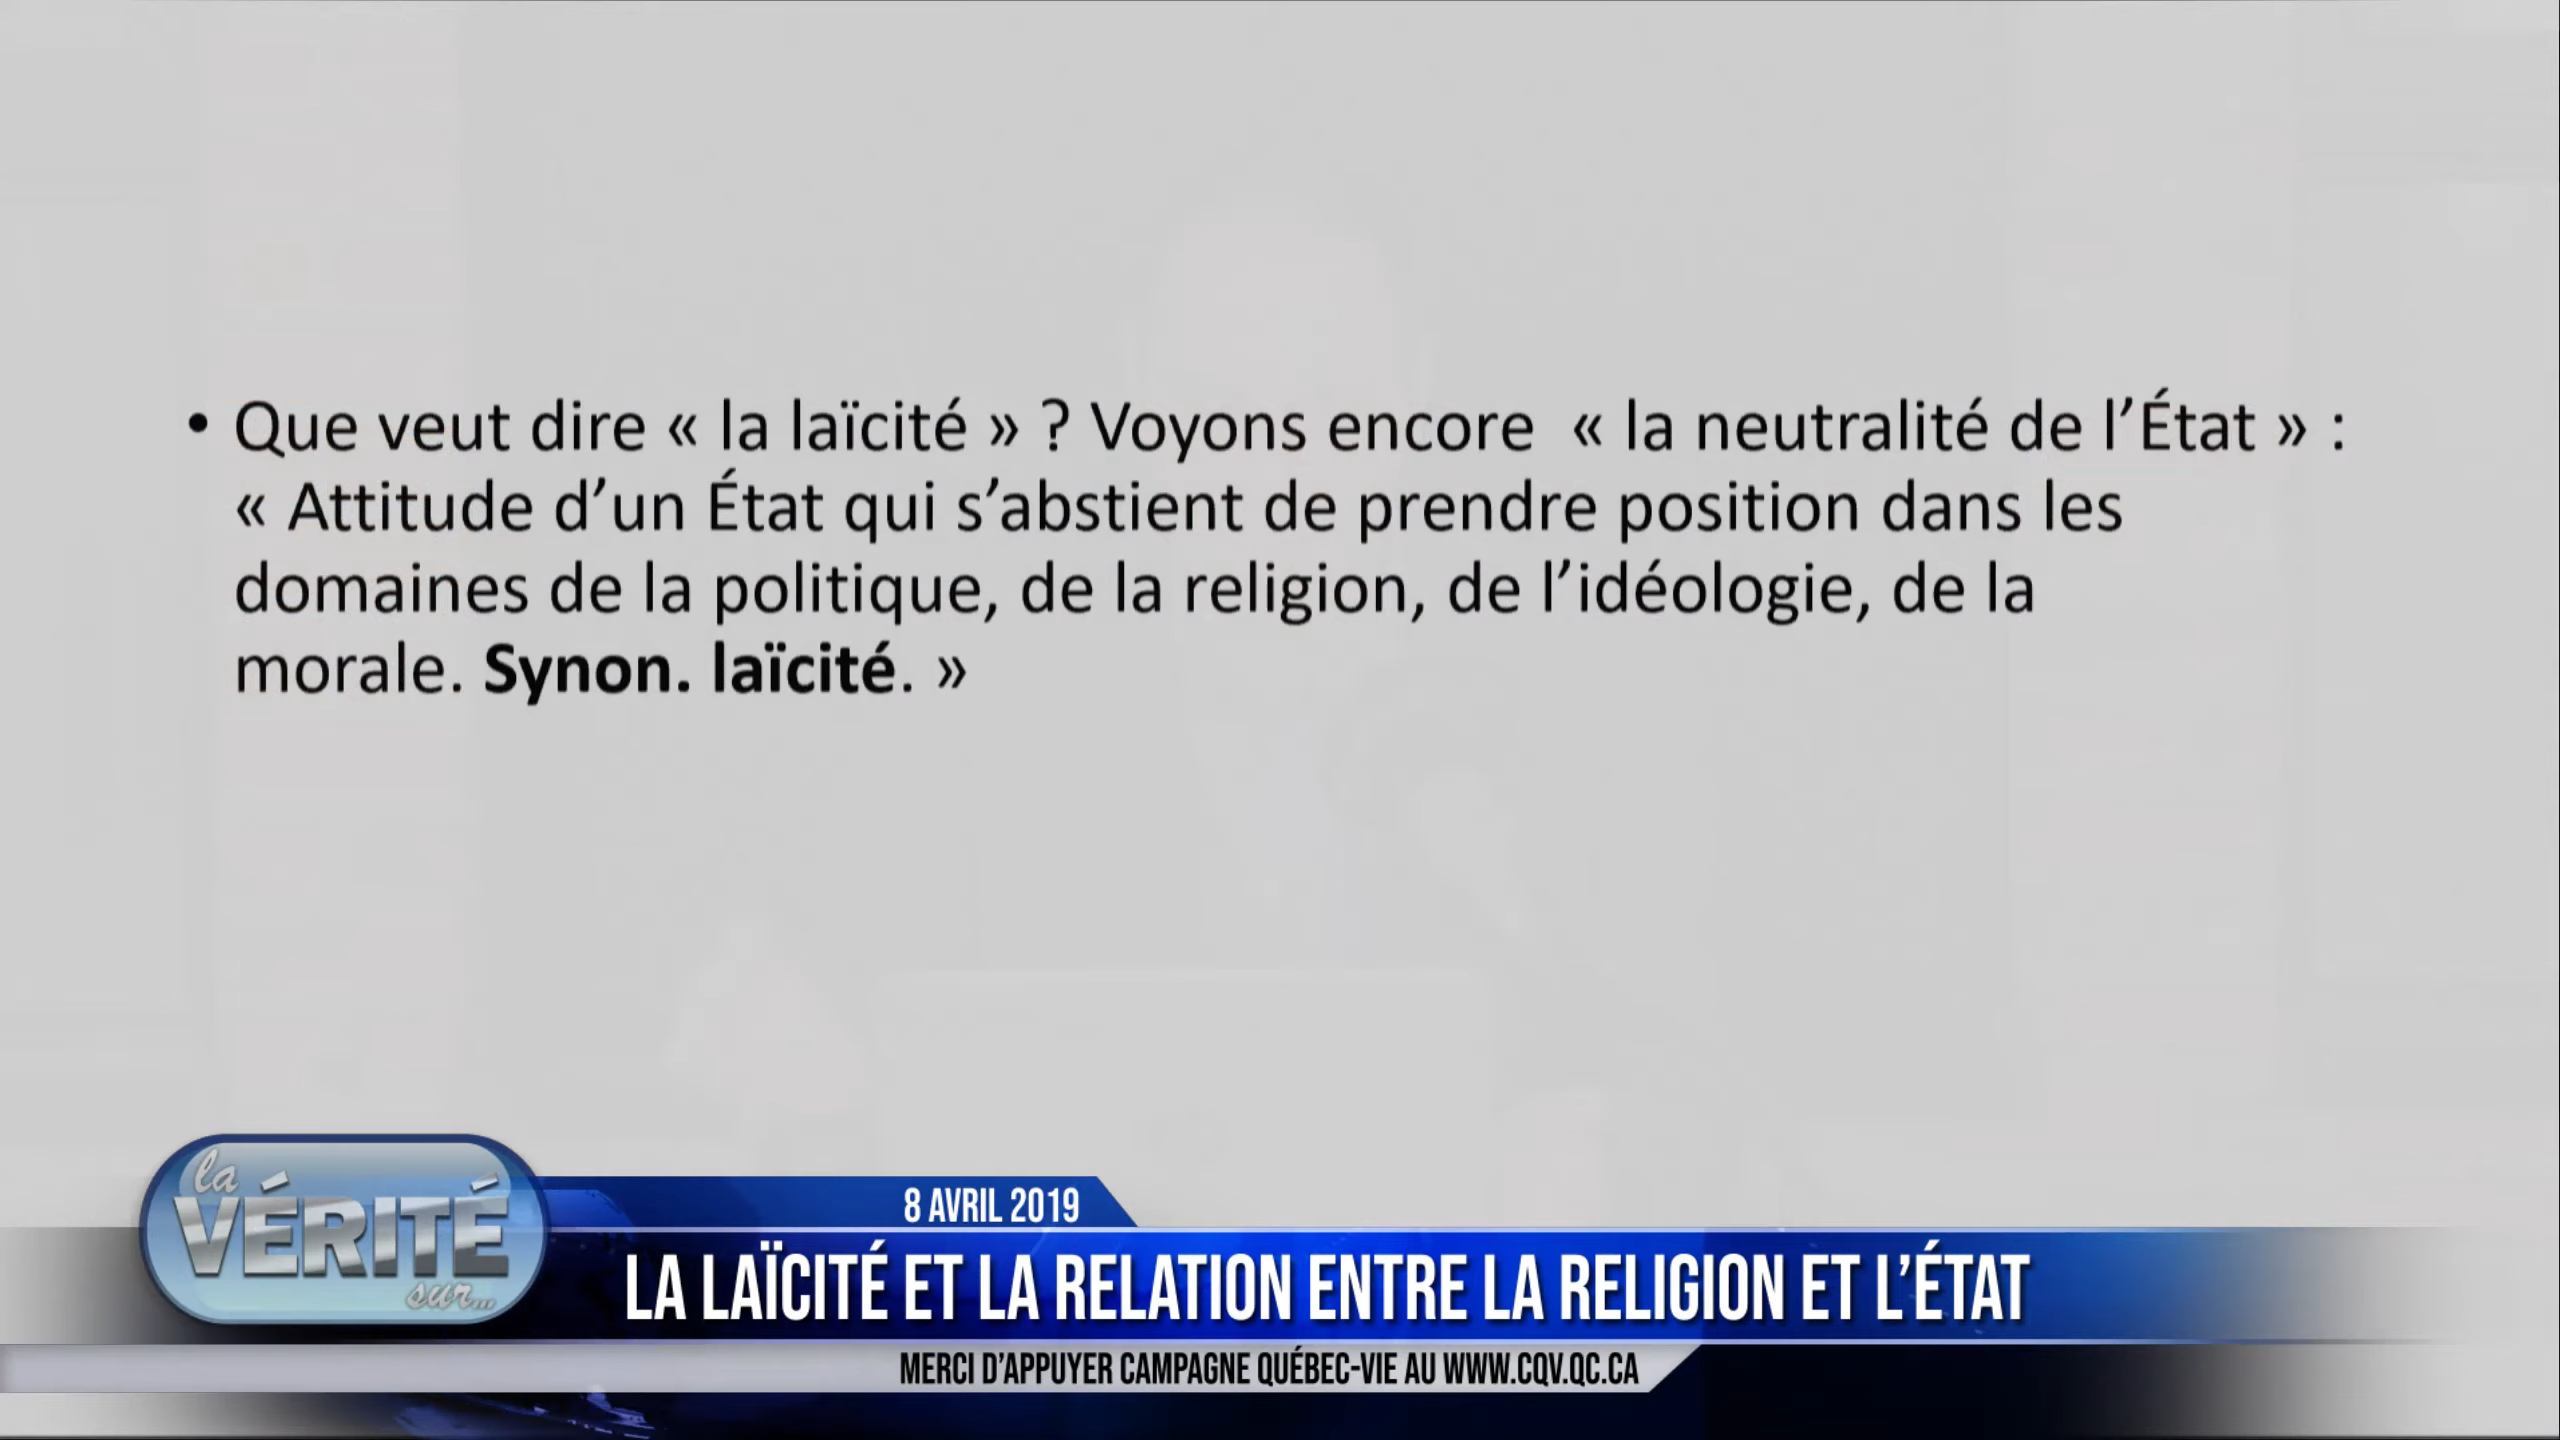 • Que veut dire « la laïcité » ? Voyons encore  « la neutralité de l’État » :
« Attitude d’un État qui s’abstient de prendre position dans les
domaines de la politique, de la religion, de l’idéologie, de la
morale. Synon. laïcité. »
la
VÉRITÉ
sur...
8 AVRIL 2019
LA LAÏCITÉ ET LA RELATION ENTRE LA RELIGION ET L’ÉTAT
MERCI D’APPUYER CAMPAGNE QUÉBEC-VIE AU WWW.CQV.QC.CA